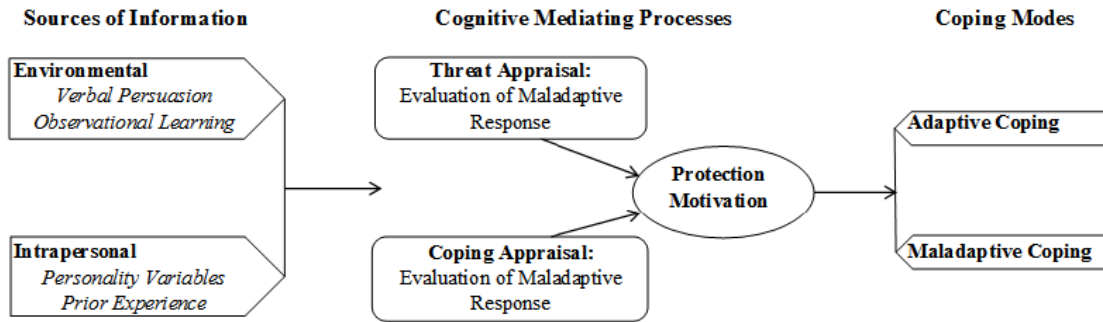 Sources of Information
Cognitive Mediating Processes
Coping Modes
Environmental
Verbal Persuasion
Observational Learning
Intrapersonal
Personality Variables
Prior Experience
Threat Appraisal:
Evaluation of Maladaptive
Response
Coping Appraisal:
Evaluation of Maladaptive
Response
Protection
Motivation
Adaptive Coping
Maladaptive Coping